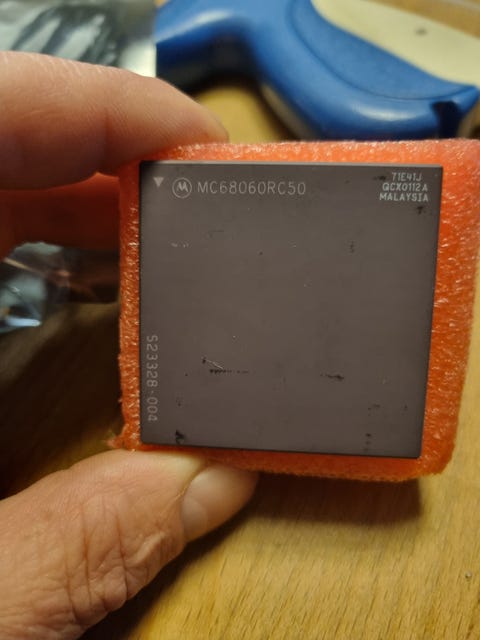 MC68060RC50
71E41J
QCX0112A
MALAYSIA
S23328-004